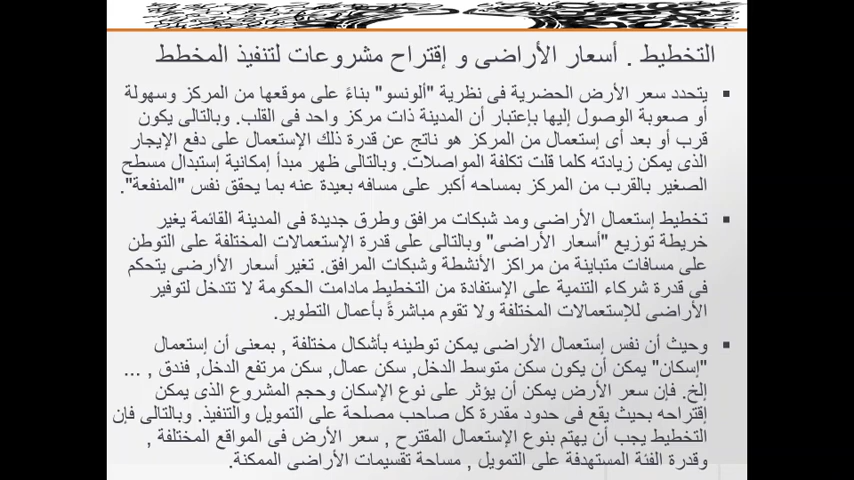 التخطيط . أسعار الأراضى و إقتراح مشروعات لتنفيذ المخطط
يتحدد سعر الأرض الحضرية فى نظرية "ألونسو" بناءً على موقعها من المركز وسهولة
أو صعوبة الوصول إليها بإعتبار أن المدينة ذات مركز واحد فى القلب. وبالتالى يكون
قرب أو بعد أى إستعمال من المركز هو ناتج عن قدرة ذلك الإستعمال على دفع الإيجار
الذى يمكن زيادته كلما قلت تكلفة المواصلات. وبالتالى ظهر مبدأ إمكانية إستبدال مسطح
الصغير بالقرب من المركز بمساحه أكبر على مسافه بعيدة عنه بما يحقق نفس "المنفعة".
تخطيط إستعمال الأراضى ومد شبكات مرافق وطرق جديدة فى المدينة القائمة يغير
خريطة توزيع "أسعار الأراضى" وبالتالى على قدرة الإستعمالات المختلفة على التوطن
على مسافات متباينة من مراكز الأنشطة وشبكات المرافق. تغير أسعار الأأراضى يتحكم
فى قدرة شركاء التنمية على الإستفادة من التخطيط مادامت الحكومة لا تتدخل لتوفير
الأراضى للإستعمالات المختلفة ولا تقوم مباشرةً بأعمال التطوير.
وحيث أن نفس إستعمال الأراضى يمكن توطينه بأشكال مختلفة , بمعنى أن إستعمال
"إسكان" يمكن أن يكون سكن متوسط الدخل, سكن عمال, سكن مرتفع الدخل, فندق , ...
إلخ. فإن سعر الأرض يمكن أن يؤثر على نوع الإسكان وحجم المشروع الذى يمكن
إقتراحه بحيث يقع فى حدود مقدرة كل صاحب مصلحة على التمويل والتنفيذ. وبالتالى فإن
التخطيط يجب أن يهتم بنوع الإستعمال المقترح , سعر الأرض فى المواقع المختلفة ,
وقدرة الفئة المستهدفة على التمويل , مساحة تقسيمات الأراضى الممكنة.